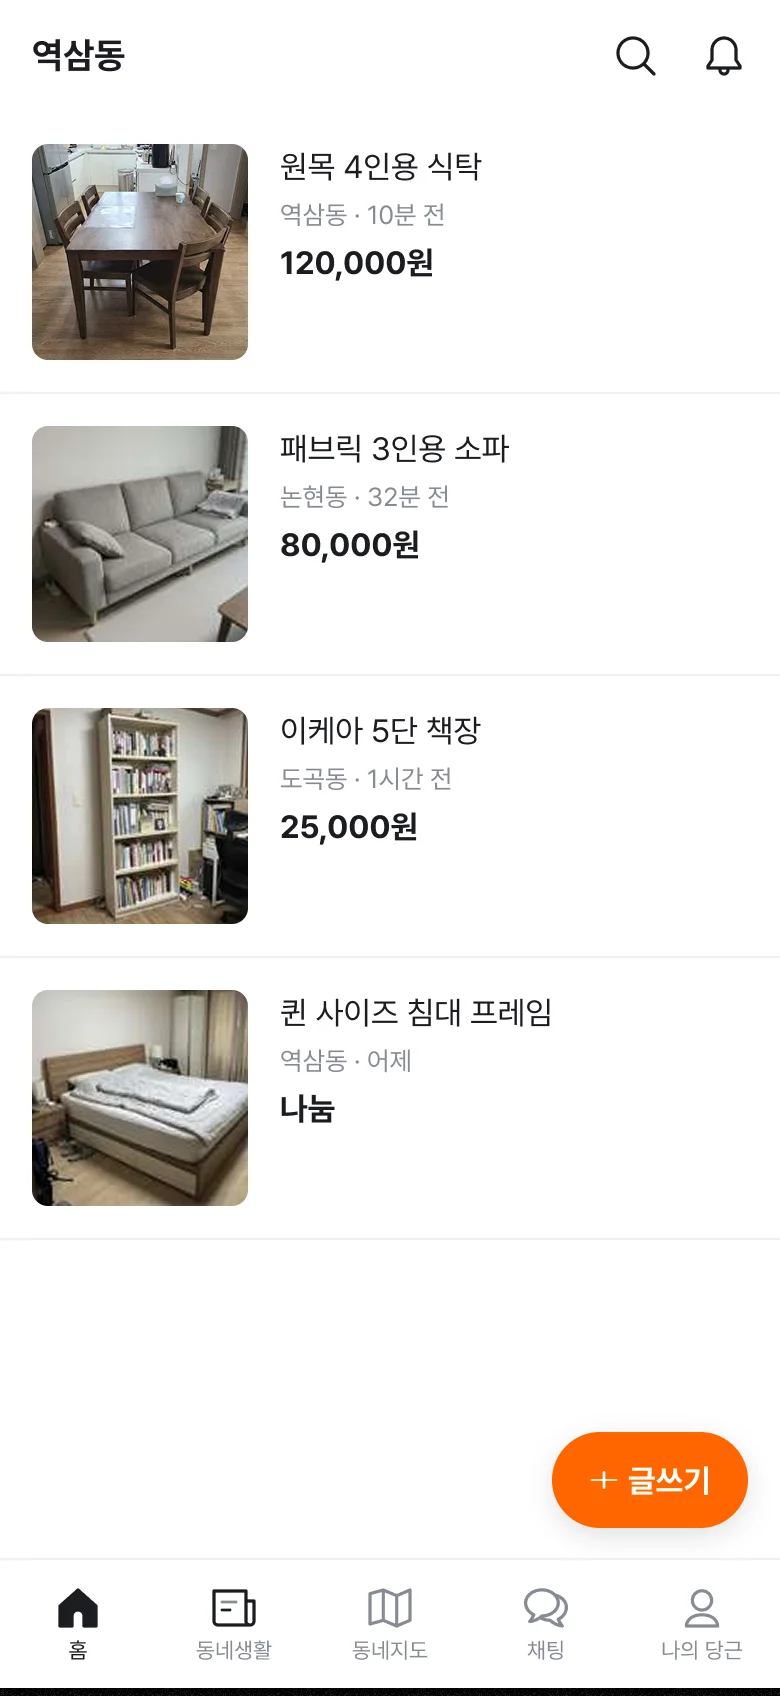 역삼동
원목 4인용 식탁
역삼동 · 10분 전
120,000원
패브릭 3인용 소파
논현동 · 32분 전
80,000원
이케아 5단 책장
도곡동 · 1시간 전
25,000원
퀸 사이즈 침대 프레임
역삼동 · 어제
나눔
+ 글쓰기
홈
동네생활
동네지도
채팅
나의 당근